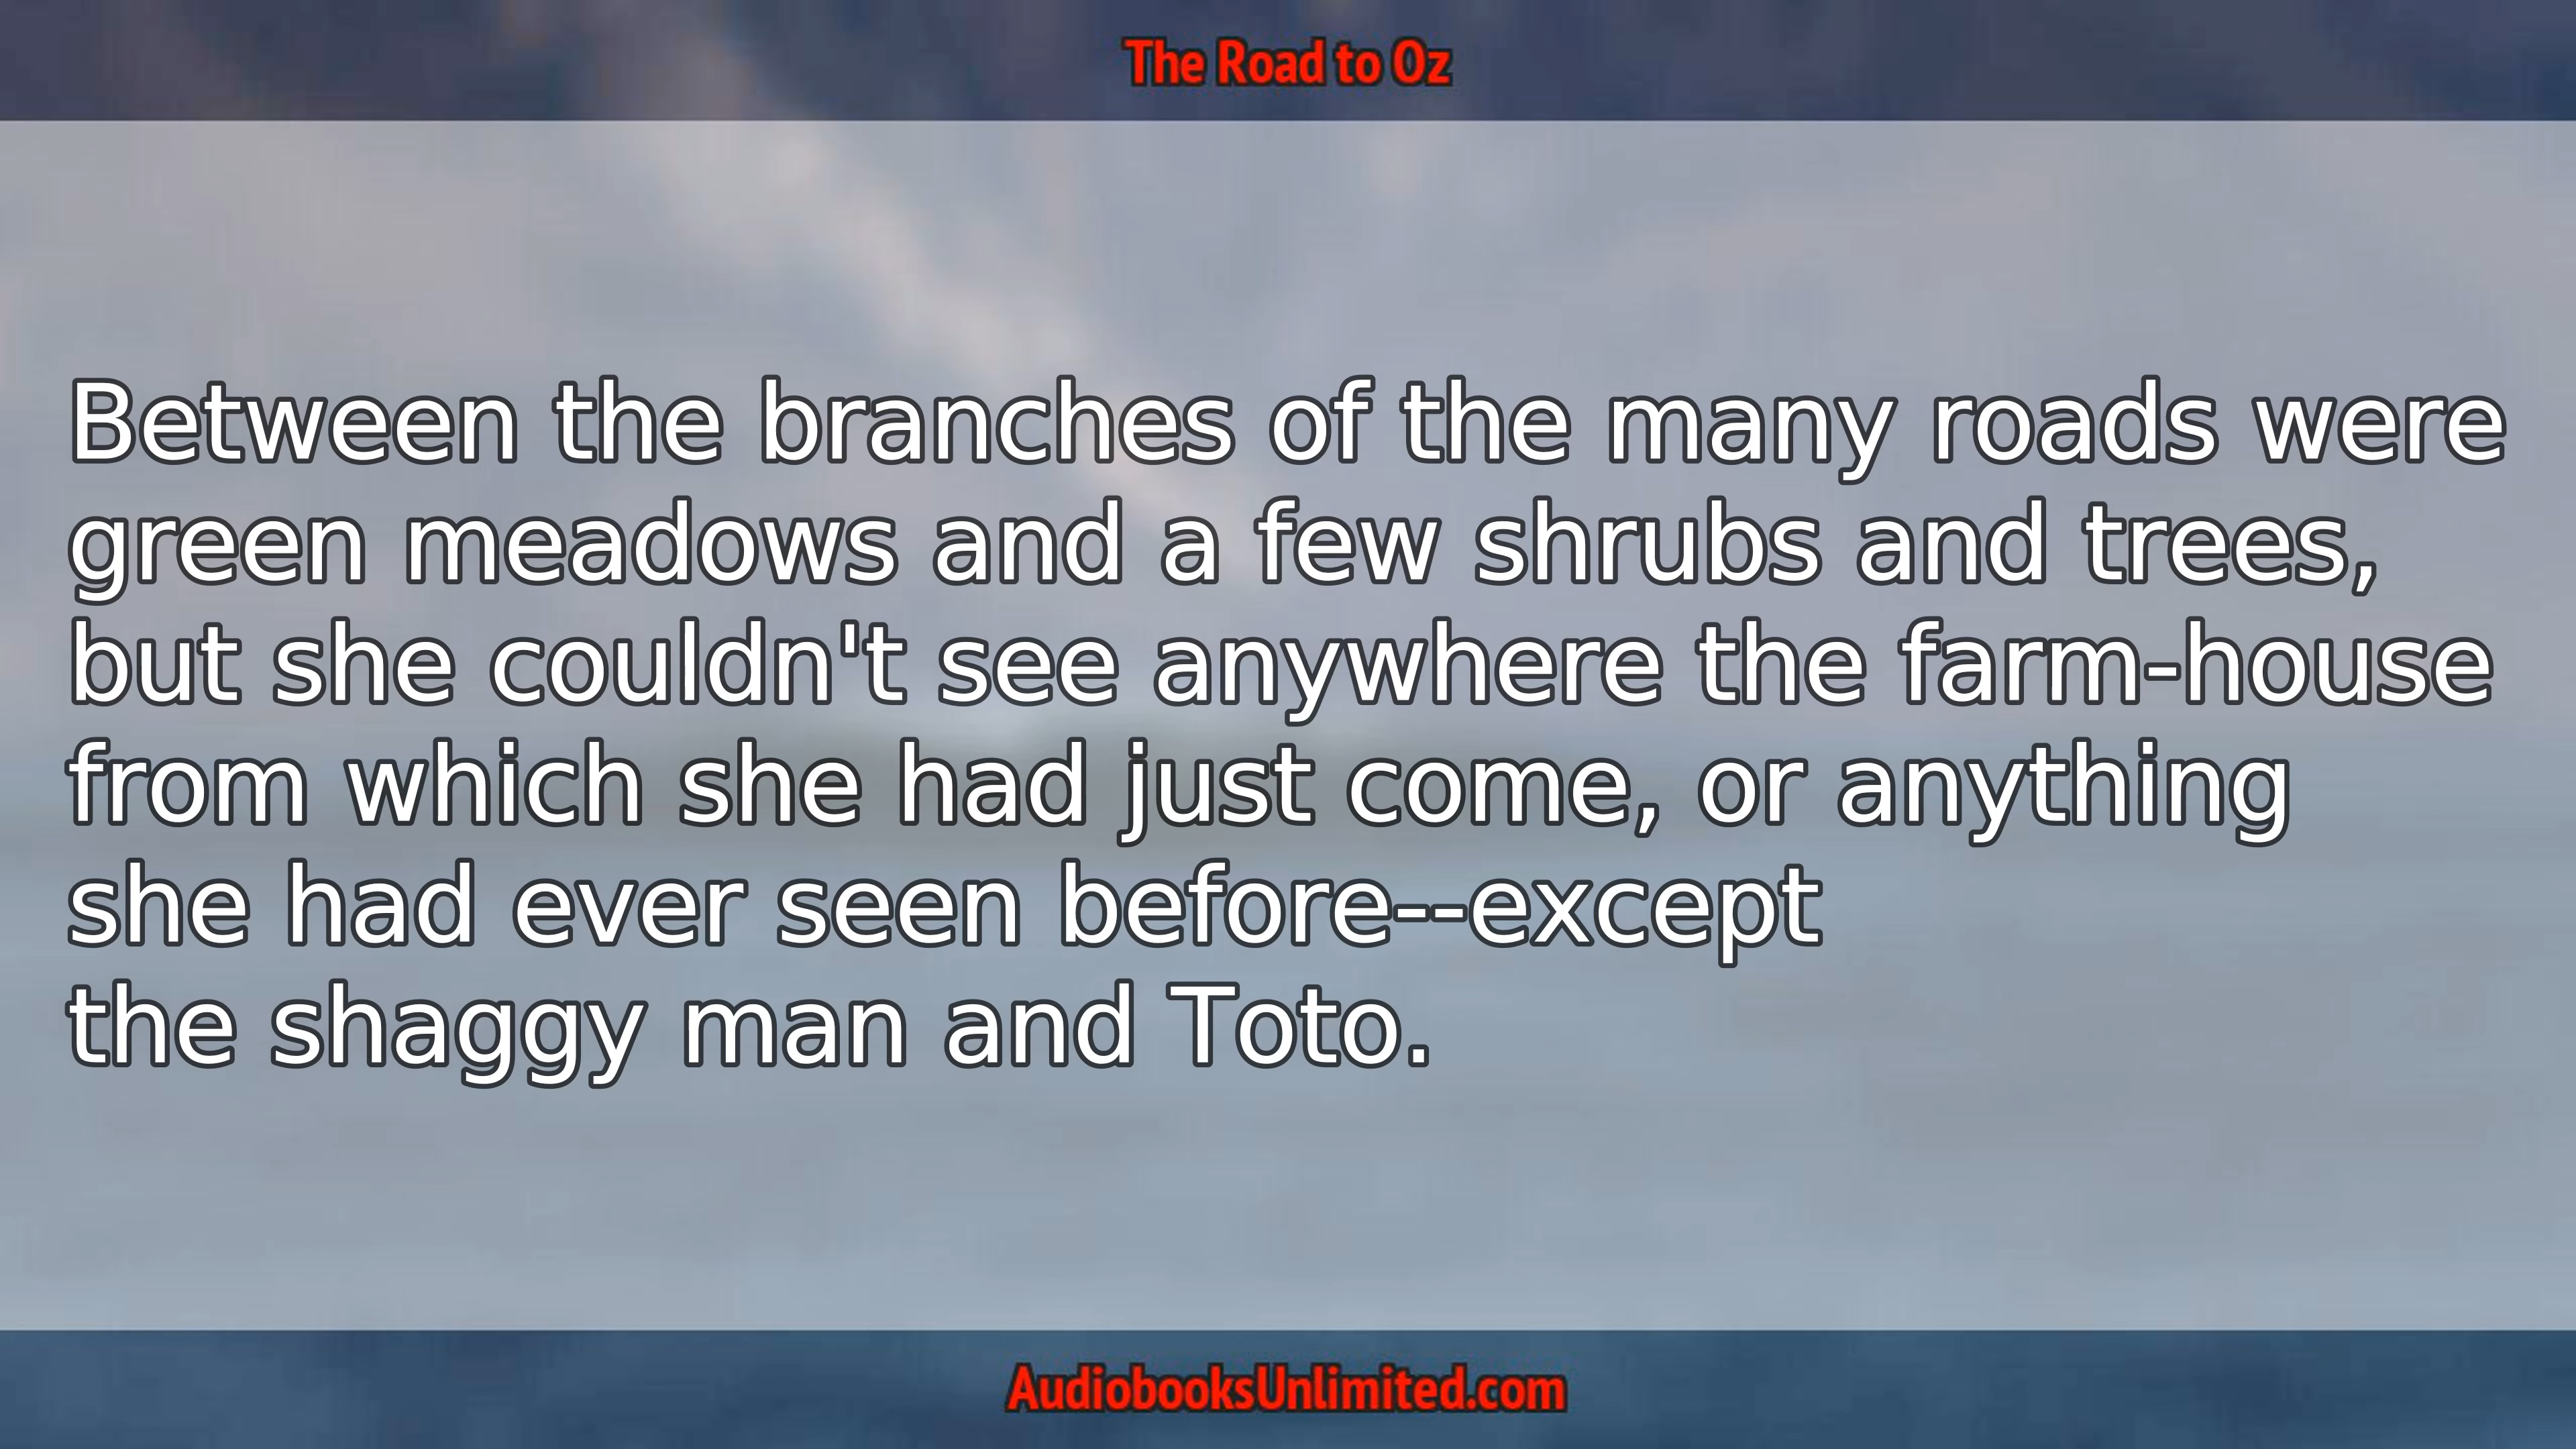 The Road to Oz
Between the branches of the many roads were
green meadows and a few shrubs and trees,
but she couldn't see anywhere the farm-house
from which she had just come, or anything
she had ever seen before--except
the shaggy man and Toto.
AudiobooksUnlimited.com